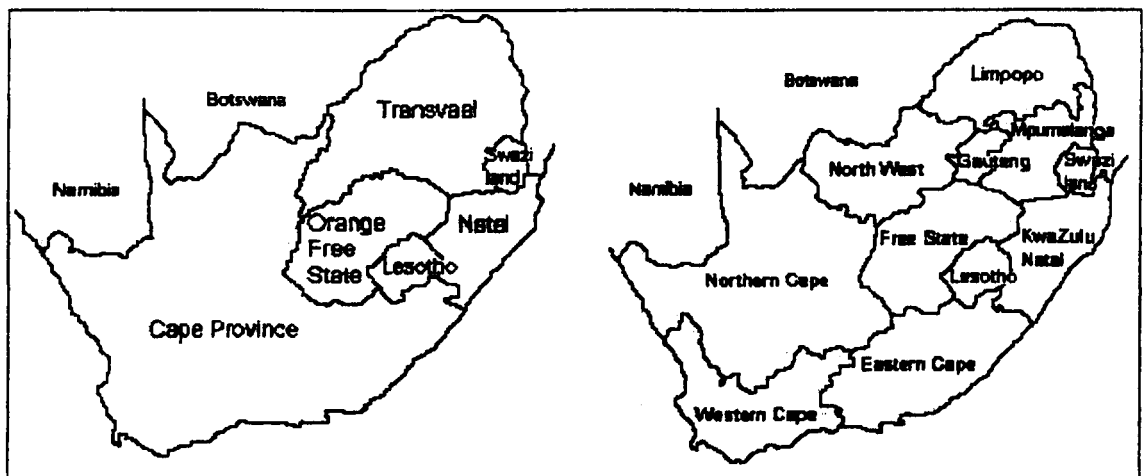 Botswana
Transvaal
Swazi
land
Namibia
Orange
Free
State
Natal
Lesotho
Cape Province
Limpopo
Botswana
Mpumalanga
North West
Gauteng
Swazi
land
Namibia
Free State
KwaZulu
Natal
Northern Cape
Lesotho
Eastern Cape
Western Cape